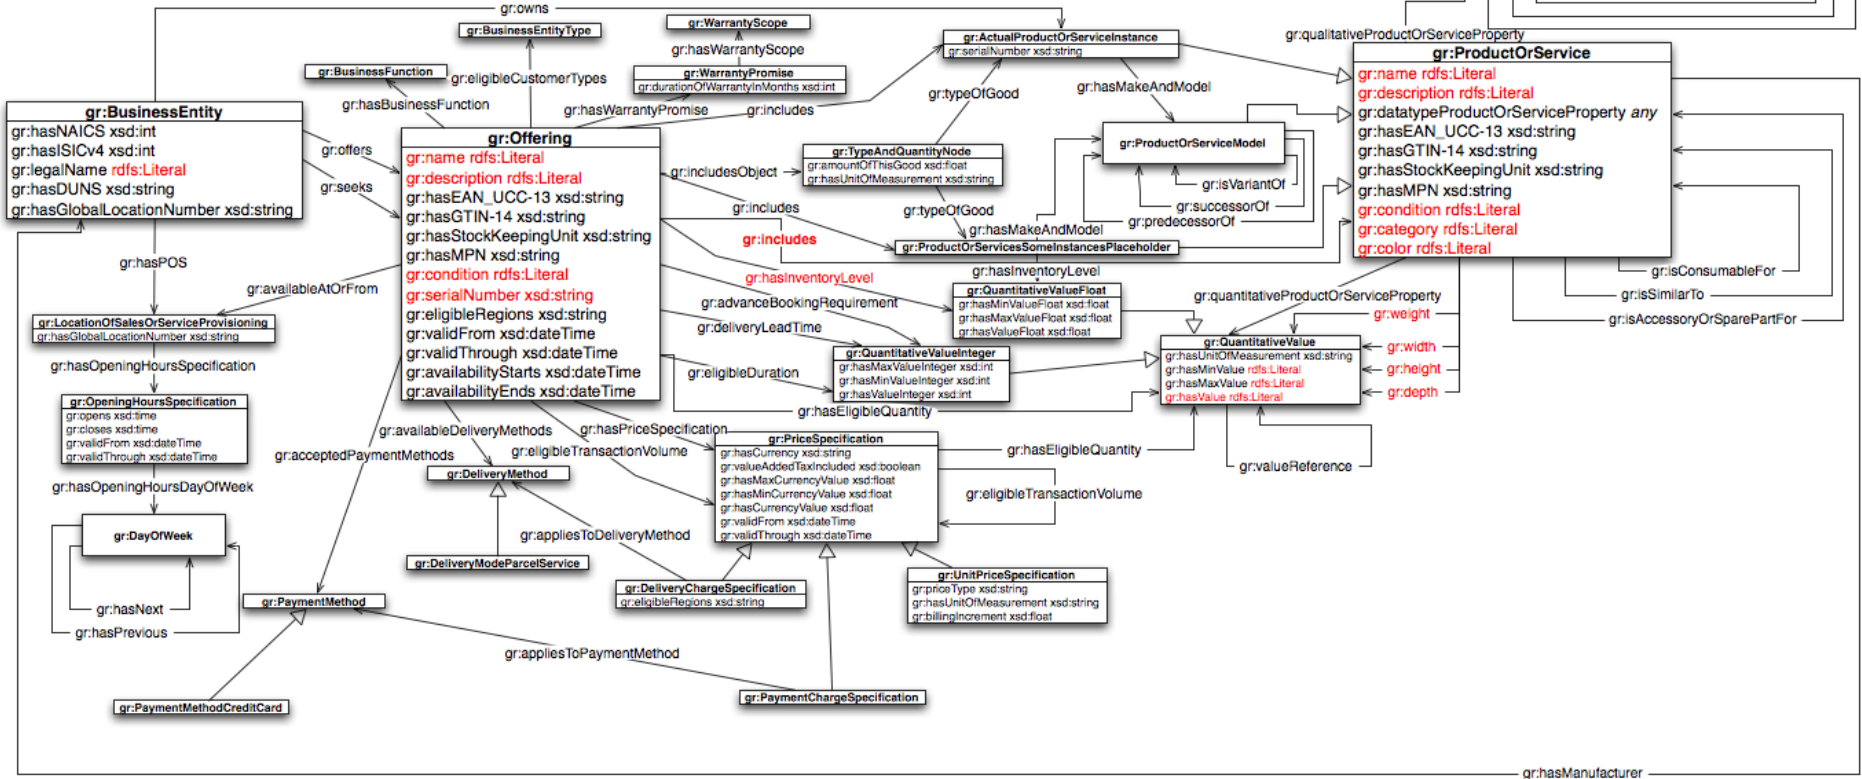 gr:owns
gr:BusinessEntityType
gr:WarrantyScope
gr:hasWarrantyScope
gr:BusinessFunction
gr:eligibleCustomerTypes
gr:hasBusinessFunction
gr:WarrantyPromise
gr:durationOfWarrantyInMonths xsd:int
gr:hasWarrantyPromise
gr:includes
gr:ActualProductOrServiceInstance
gr:serialNumber xsd:string
gr:typeOfGood
gr:hasMakeAndModel
gr:qualitativeProductOrServiceProperty
gr:BusinessEntity
gr:hasNAICS xsd:int
gr:hasISICv4 xsd:int
gr:legalName rdfs:Literal
gr:hasDUNS xsd:string
gr:hasGlobalLocationNumber xsd:string
gr:offers
gr:seeks
gr:hasPOS
gr:availableAtOrFrom
gr:Offering
gr:name rdfs:Literal
gr:description rdfs:Literal
gr:hasEAN_UCC-13 xsd:string
gr:hasGTIN-14 xsd:string
gr:hasStockKeepingUnit xsd:string
gr:hasMPN xsd:string
gr:condition rdfs:Literal
gr:serialNumber xsd:string
gr:eligibleRegions xsd:string
gr:validFrom xsd:dateTime
gr:validThrough xsd:dateTime
gr:availabilityStarts xsd:dateTime
gr:availabilityEnds xsd:dateTime
gr:includesObject
gr:TypeAndQuantityNode
gr:amountOfThisGood xsd:float
gr:hasUnitOfMeasurement xsd:string
gr:typeOfGood
gr:includes
gr:includes
gr:hasMakeAndModel
gr:ProductOrServicesSomeInstancesPlaceholder
gr:ProductOrServiceModel
gr:isVariantOf
gr:successorOf
gr:predecessorOf
gr:ProductOrService
gr:name rdfs:Literal
gr:description rdfs:Literal
gr:datatypeProductOrServiceProperty any
gr:hasEAN_UCC-13 xsd:string
gr:hasGTIN-14 xsd:string
gr:hasStockKeepingUnit xsd:string
gr:hasMPN xsd:string
gr:condition rdfs:Literal
gr:category rdfs:Literal
gr:color rdfs:Literal
gr:isConsumableFor
gr:isSimilarTo
gr:isAccessoryOrSparePartFor
gr:hasInventoryLevel
gr:hasInventoryLevel
gr:QuantitativeValueFloat
gr:hasMinValueFloat xsd:float
gr:hasMaxValueFloat xsd:float
gr:hasValueFloat xsd:float
gr:advanceBookingRequirement
gr:deliveryLeadTime
gr:eligibleDuration
gr:QuantitativeValueInteger
gr:hasMaxValueInteger xsd:int
gr:hasMinValueInteger xsd:int
gr:hasValueInteger xsd:int
gr:hasEligibleQuantity
gr:quantitativeProductOrServiceProperty
gr:weight
gr:width
gr:height
gr:depth
gr:QuantitativeValue
gr:hasUnitOfMeasurement xsd:string
gr:hasMinValue rdfs:Literal
gr:hasMaxValue rdfs:Literal
gr:hasValue rdfs:Literal
gr:valueReference
gr:LocationOfSalesOrServiceProvisioning
gr:hasGlobalLocationNumber xsd:string
gr:hasOpeningHoursSpecification
gr:OpeningHoursSpecification
gr:opens xsd:time
gr:closes xsd:time
gr:validFrom xsd:dateTime
gr:validThrough xsd:dateTime
gr:hasOpeningHoursDayOfWeek
gr:DayOfWeek
gr:hasNext
gr:hasPrevious
gr:availableDeliveryMethods
gr:acceptedPaymentMethods
gr:hasPriceSpecification
gr:eligibleTransactionVolume
gr:DeliveryMethod
gr:PriceSpecification
gr:hasCurrency xsd:string
gr:valueAddedTaxIncluded xsd:boolean
gr:hasMaxCurrencyValue xsd:float
gr:hasMinCurrencyValue xsd:float
gr:hasCurrencyValue xsd:float
gr:validFrom xsd:dateTime
gr:validThrough xsd:dateTime
gr:hasEligibleQuantity
gr:eligibleTransactionVolume
gr:appliesToDeliveryMethod
gr:DeliveryModeParcelService
gr:DeliveryChargeSpecification
gr:eligibleRegions xsd:string
gr:UnitPriceSpecification
gr:priceType xsd:string
gr:hasUnitOfMeasurement xsd:string
gr:billingIncrement xsd:float
gr:PaymentMethod
gr:appliesToPaymentMethod
gr:PaymentMethodCreditCard
gr:PaymentChargeSpecification
gr:hasManufacturer